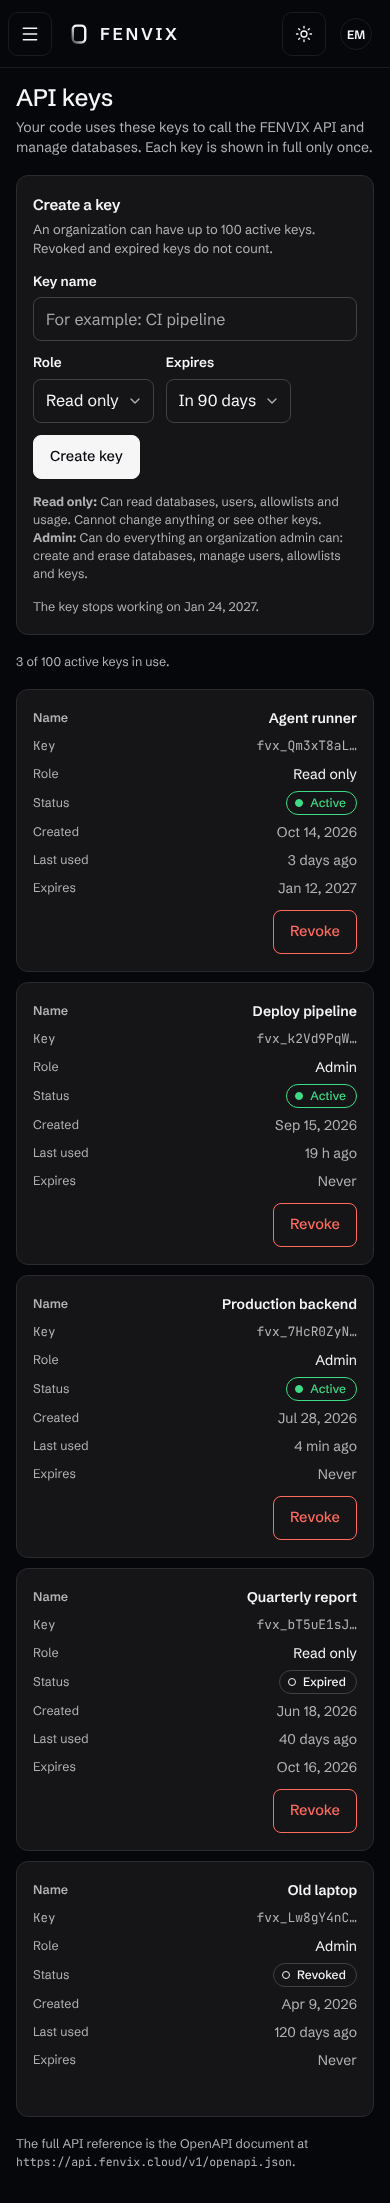 FENVIX
EM
API keys
Your code uses these keys to call the FENVIX API and
manage databases. Each key is shown in full only once.
Create a key
An organization can have up to 100 active keys.
Revoked and expired keys do not count.
Key name
For example: CI pipeline
Role Expires
Read only In 90 days
Create key
Read only: Can read databases, users, allowlists and
usage. Cannot change anything or see other keys.
Admin: Can do everything an organization admin can:
create and erase databases, manage users, allowlists
and keys.
The key stops working on Jan 24, 2027.
3 of 100 active keys in use.
Name Agent runner
Key fvx_Qm3xT8aL…
Role Read only
Status Active
Created Oct 14, 2026
Last used 3 days ago
Expires Jan 12, 2027
Revoke
Name Deploy pipeline
Key fvx_k2Vd9PqW…
Role Admin
Status Active
Created Sep 15, 2026
Last used 19 h ago
Expires Never
Revoke
Name Production backend
Key fvx_7HcR0ZyN…
Role Admin
Status Active
Created Jul 28, 2026
Last used 4 min ago
Expires Never
Revoke
Name Quarterly report
Key fvx_bT5uE1sJ…
Role Read only
Status Expired
Created Jun 18, 2026
Last used 40 days ago
Expires Oct 16, 2026
Revoke
Name Old laptop
Key fvx_Lw8gY4nC…
Role Admin
Status Revoked
Created Apr 9, 2026
Last used 120 days ago
Expires Never
The full API reference is the OpenAPI document at
https://api.fenvix.cloud/v1/openapi.json.